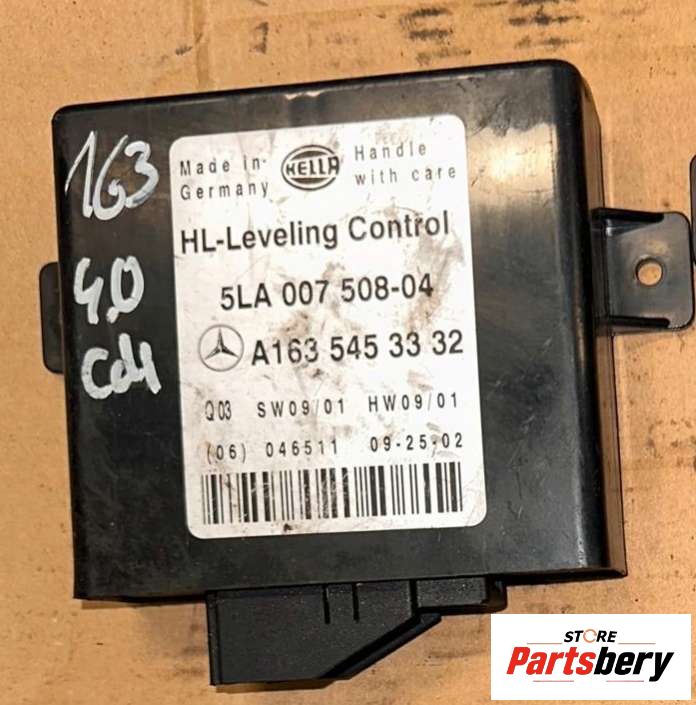 163
4.0
cdi
Made in
Germany
HELLA
Handle
with care
HL-Leveling Control
5LA 007 508-04
A163 545 33 32
Q03 SW09/01 HW09/01
(06) 046511 09-25.02
STORE
Partsbery